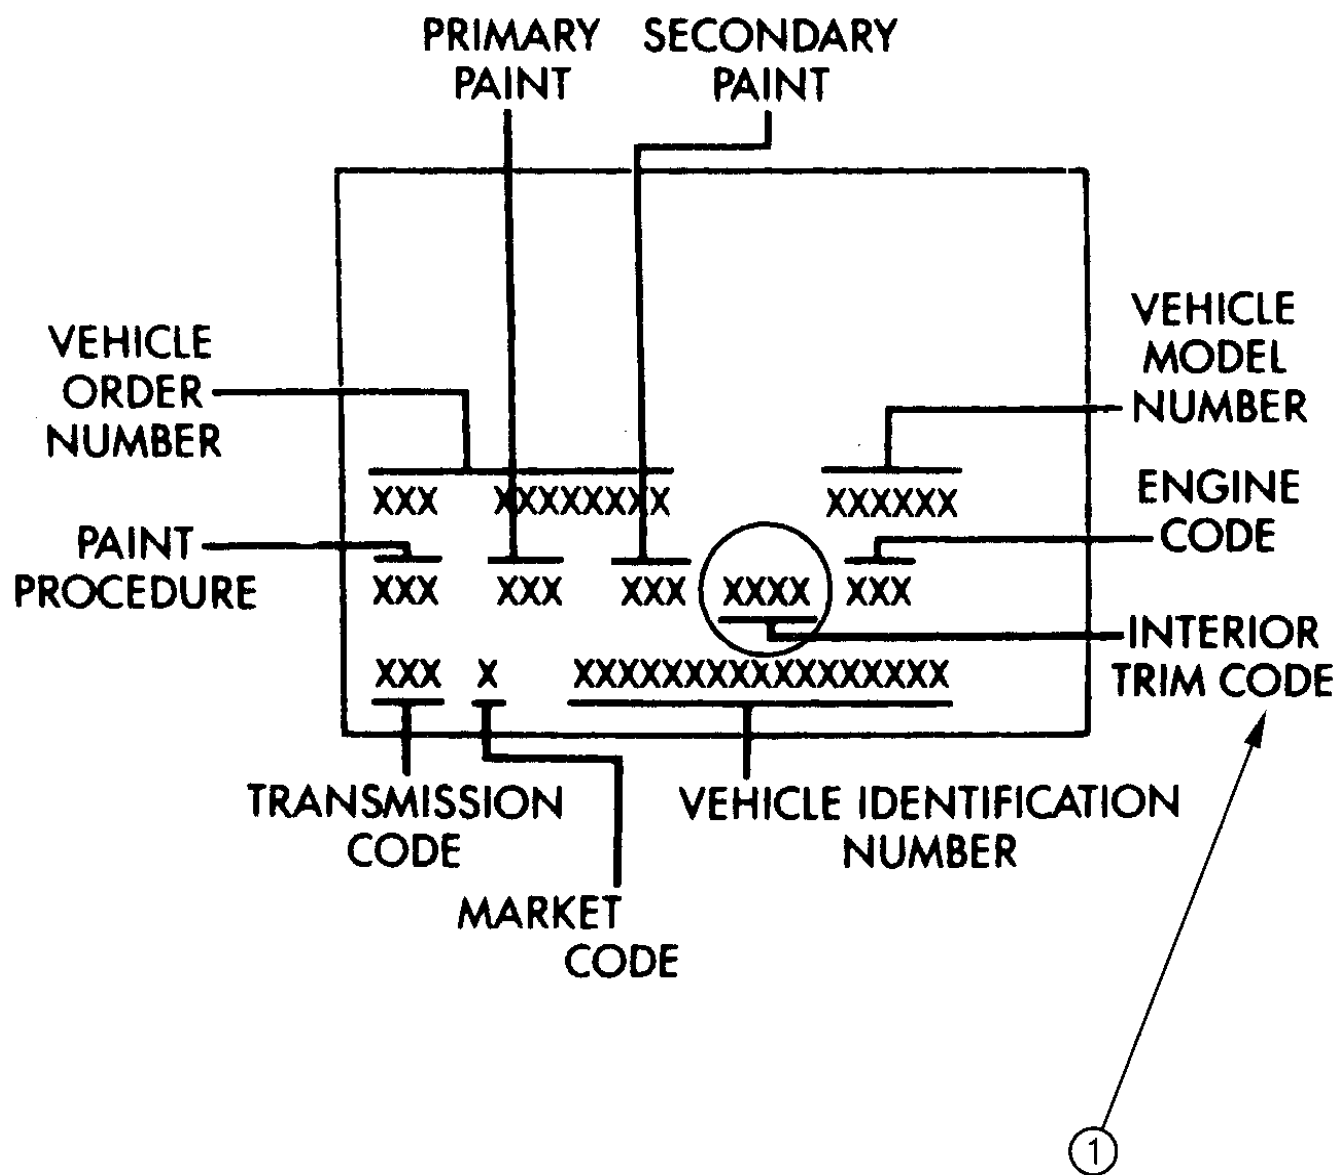 PRIMARY SECONDARY
PAINT PAINT
VEHICLE
ORDER
NUMBER
VEHICLE
MODEL
NUMBER
XXX XXXXXXXX XXXXXX
ENGINE
CODE
PAINT
PROCEDURE
XXX XXX XXX XXXX XXX
INTERIOR
TRIM CODE
XXX X XXXXXXXXXXXXXXXXX
TRANSMISSION
CODE
VEHICLE IDENTIFICATION
NUMBER
MARKET
CODE
1